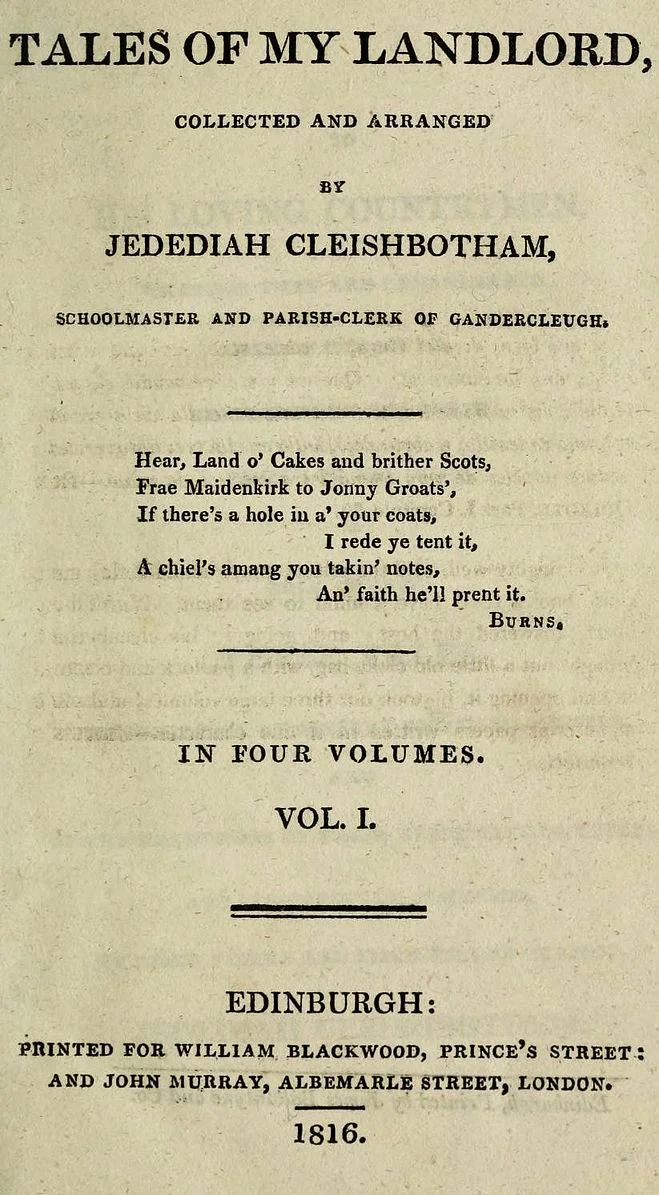 TALES OF MY LANDLORD,
COLLECTED AND ARRANGED
BY
JEDEDIAH CLEISHBOTHAM,
SCHOOLMASTER AND PARISH-CLERK OF GANDERCLEUGH.
Hear, Land o' Cakes and brither Scots,
Frae Maidenkirk to Jonny Groats',
If there's a hole in a' your coats,
I rede ye tent it,
A chiel's amang you takin' notes,
An' faith he'll prent it.
BURNS.
IN FOUR VOLUMES.
VOL. I.
EDINBURGH:
PRINTED FOR WILLIAM BLACKWOOD, PRINCE'S STREET:
AND JOHN MURRAY, ALBEMARLE STREET, LONDON.
1816.